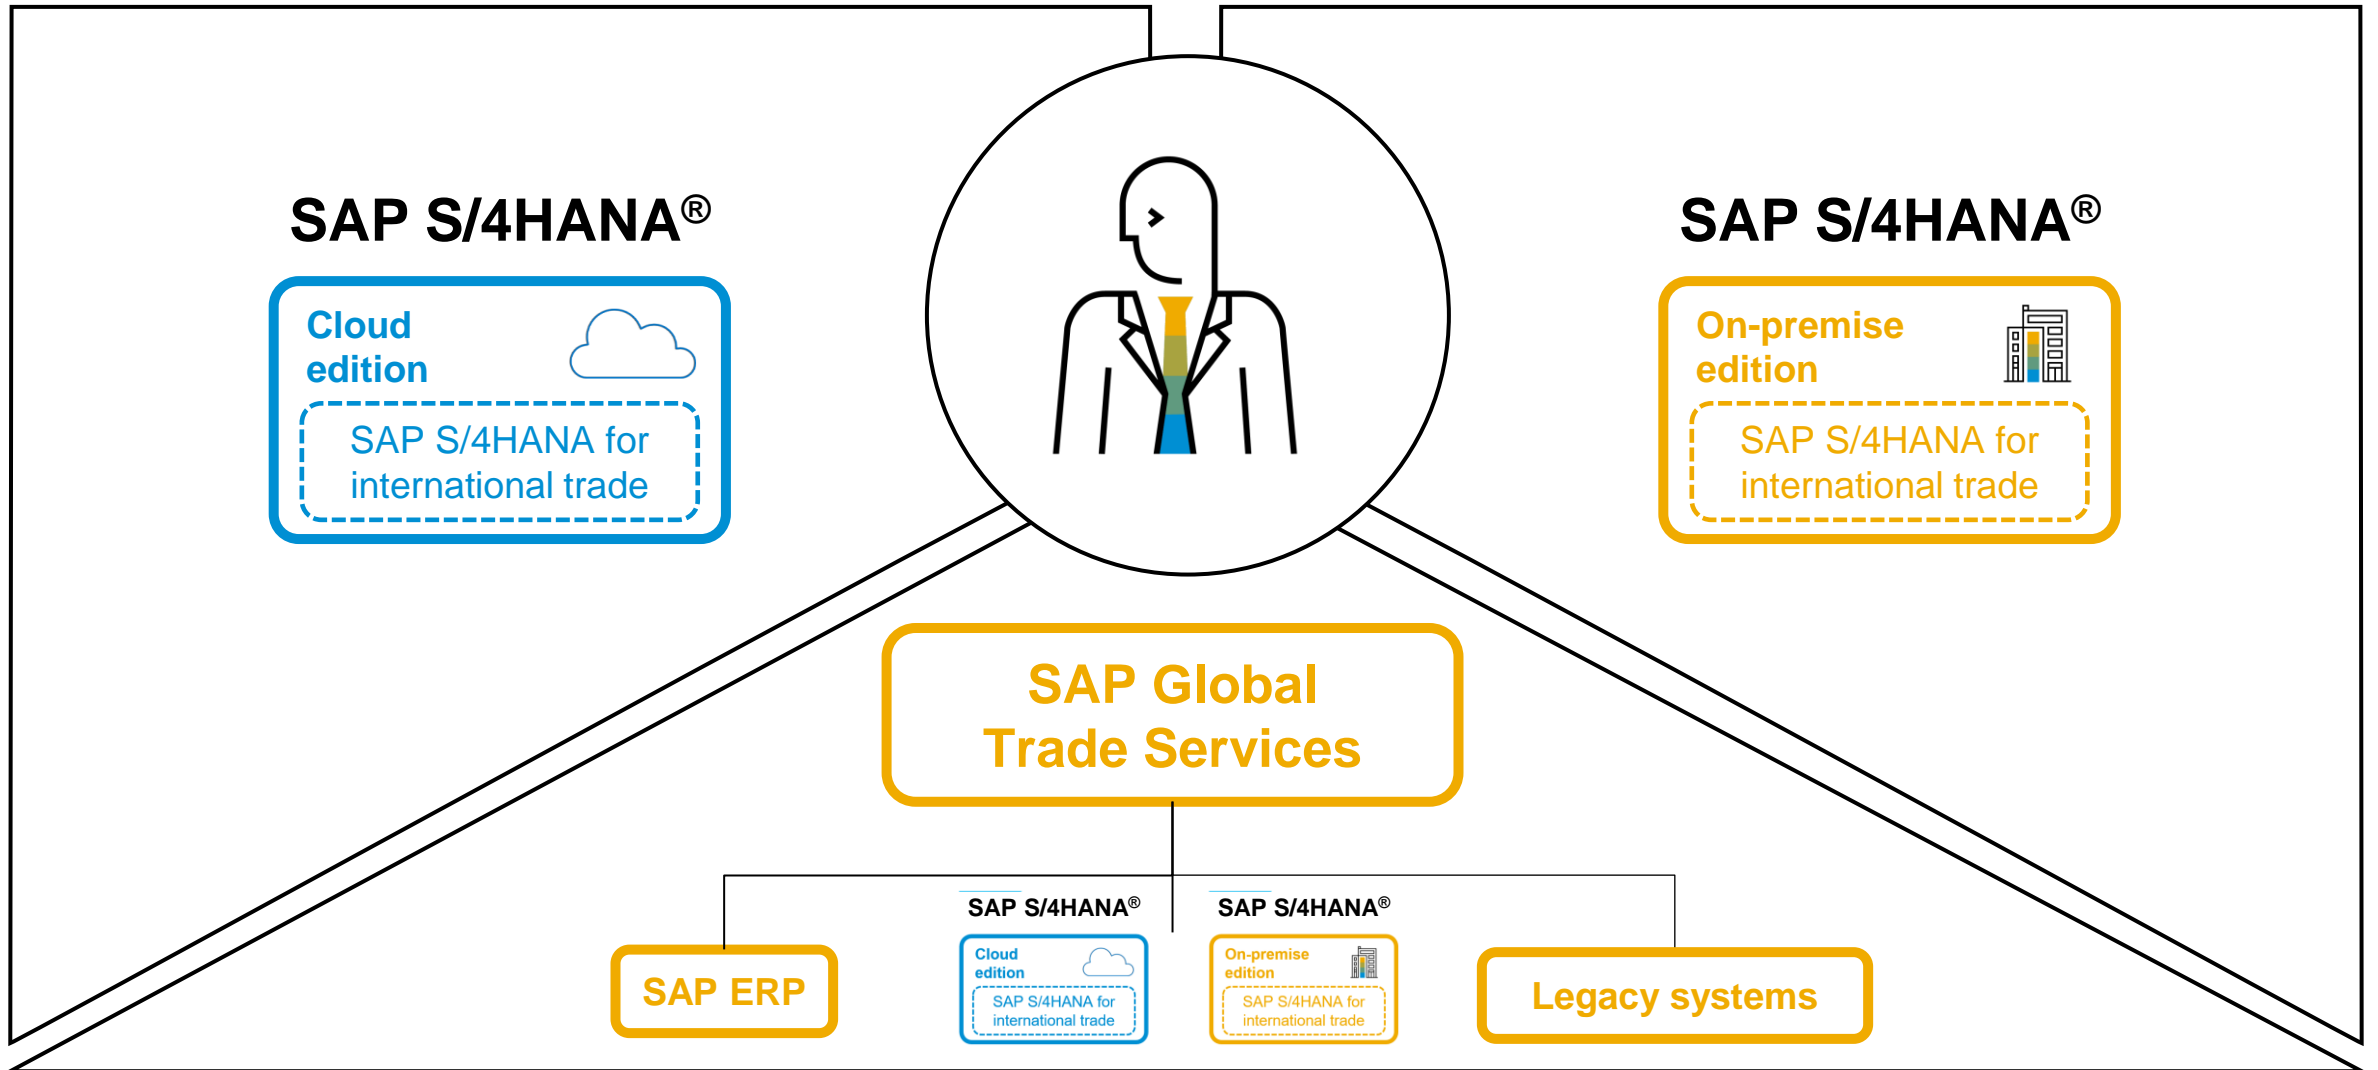 SAP S/4HANA®
Cloud
edition
SAP S/4HANA for
international trade
SAP S/4HANA®
On-premise
edition
SAP S/4HANA for
international trade
SAP Global
Trade Services
SAP ERP
SAP S/4HANA®
Cloud
edition
SAP S/4HANA for
international trade
SAP S/4HANA®
On-premise
edition
SAP S/4HANA for
international trade
Legacy systems